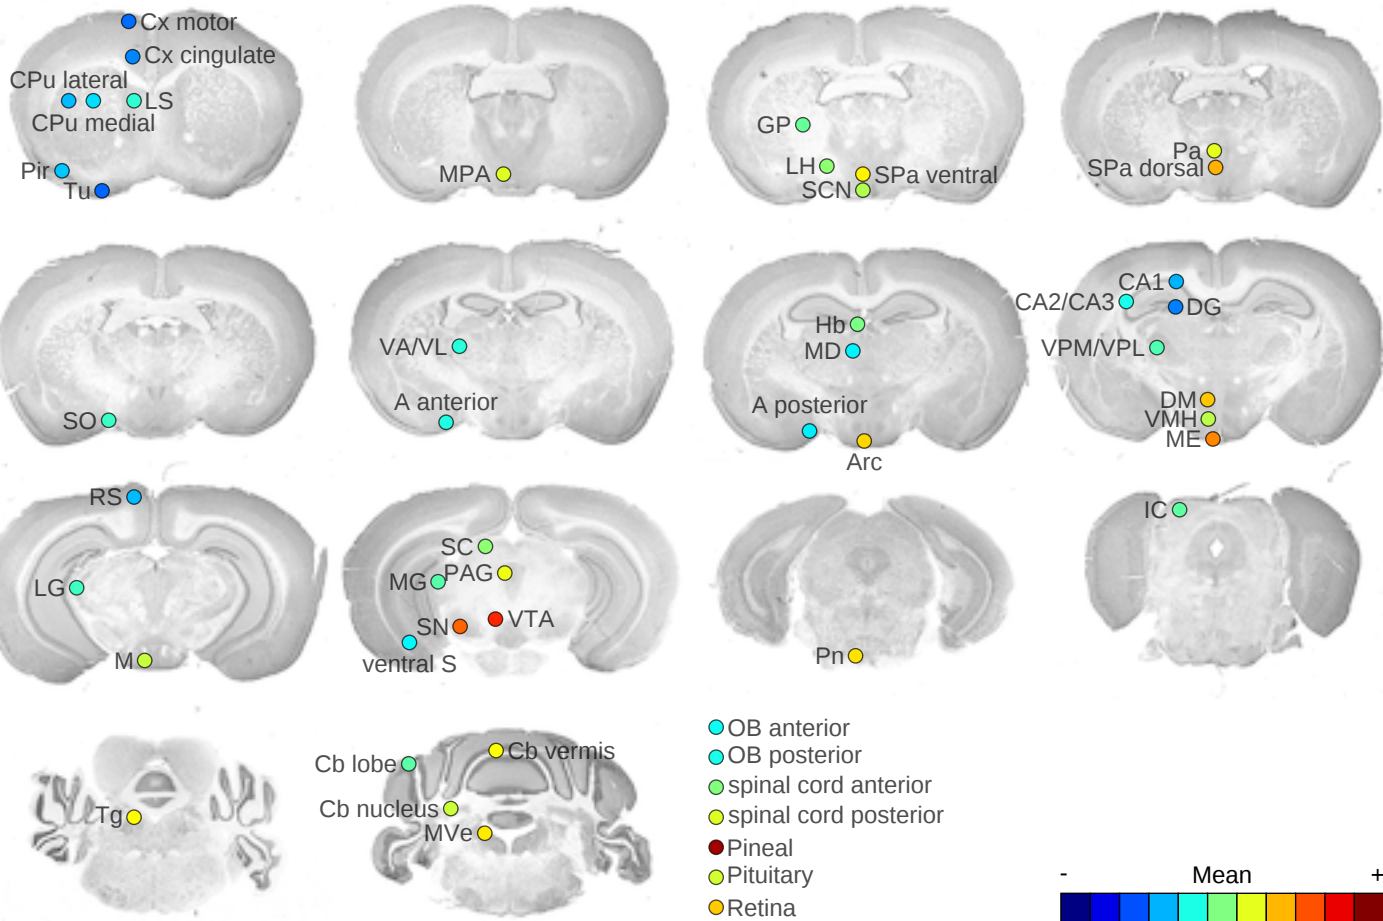 Cx motor
Cx cingulate
CPu lateral
LS
CPu medial
Pir
Tu
MPA
GP
LH
SPa ventral
SCN
Pa
SPa dorsal
SO
VA/VL
A anterior
Hb
MD
A posterior
Arc
CA1
CA2/CA3
DG
VPM/VPL
DM
VMH
ME
RS
LG
M
SC
MG
PAG
SN
VTA
ventral S
Pn
IC
Tg
Cb lobe
Cb vermis
Cb nucleus
MVe
OB anterior
OB posterior
spinal cord anterior
spinal cord posterior
Pineal
Pituitary
Retina
- Mean +